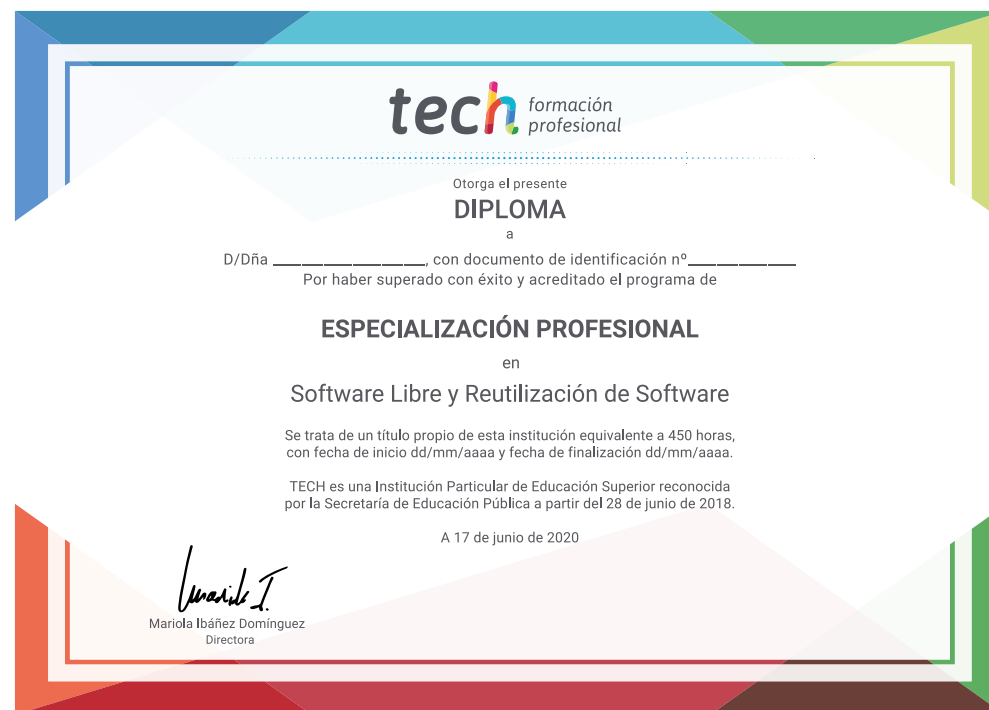 tech formación
profesional
Otorga el presente
DIPLOMA
a
D/Dña ____________________, con documento de identificación nº______________
Por haber superado con éxito y acreditado el programa de
ESPECIALIZACIÓN PROFESIONAL
en
Software Libre y Reutilización de Software
Se trata de un título propio de esta institución equivalente a 450 horas,
con fecha de inicio dd/mm/aaaa y fecha de finalización dd/mm/aaaa.
TECH es una Institución Particular de Educación Superior reconocida
por la Secretaría de Educación Pública a partir del 28 de junio de 2018.
A 17 de junio de 2020
Mariola Ibáñez Domínguez
Directora